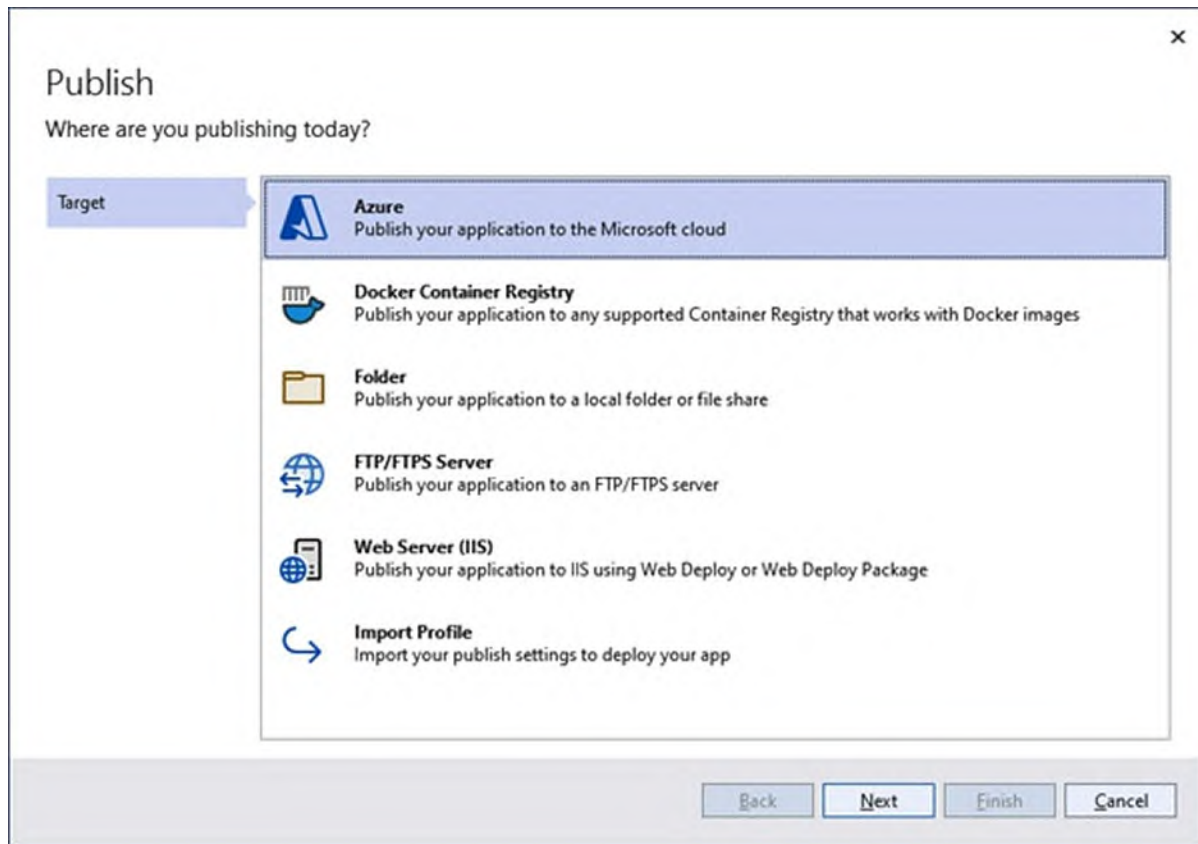 Publish
Where are you publishing today?
Target
Azure
Publish your application to the Microsoft cloud
Docker Container Registry
Publish your application to any supported Container Registry that works with Docker images
Folder
Publish your application to a local folder or file share
FTP/FTPS Server
Publish your application to an FTP/FTPS server
Web Server (IIS)
Publish your application to IIS using Web Deploy or Web Deploy Package
Import Profile
Import your publish settings to deploy your app
Back Next Finish Cancel